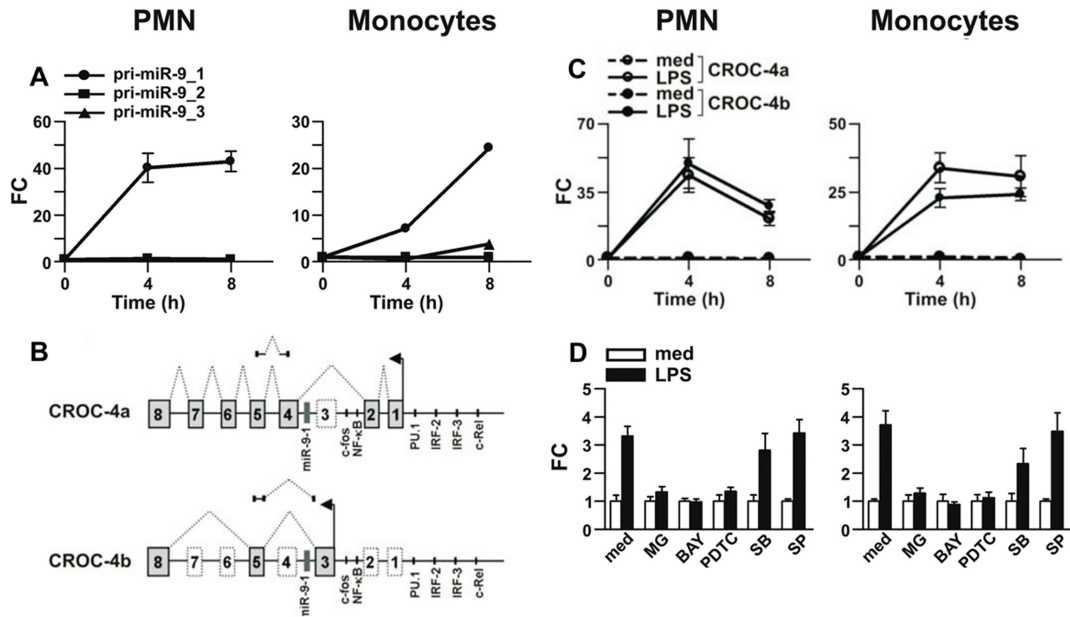 PMN
Monocytes
PMN
Monocytes
A
pri-miR-9_1
pri-miR-9_2
pri-miR-9_3
60
40
20
0
FC
0
4
8
Time (h)
30
20
10
0
0
4
8
Time (h)
C
med
LPS
CROC-4a
med
LPS
CROC-4b
70
35
0
FC
0
4
8
Time (h)
50
25
0
0
4
8
Time (h)
B
CROC-4a
8
7
6
5
4
miR-9-1
3
c-fos
NF-κB
2
1
PU.1
IRF-2
IRF-3
c-Rel
CROC-4b
8
7
6
5
4
miR-9-1
3
c-fos
NF-κB
2
1
PU.1
IRF-2
IRF-3
c-Rel
D
med
LPS
5
4
3
2
1
0
FC
med
MG
BAY
PDTC
SB
SP
5
4
3
2
1
0
med
MG
BAY
PDTC
SB
SP